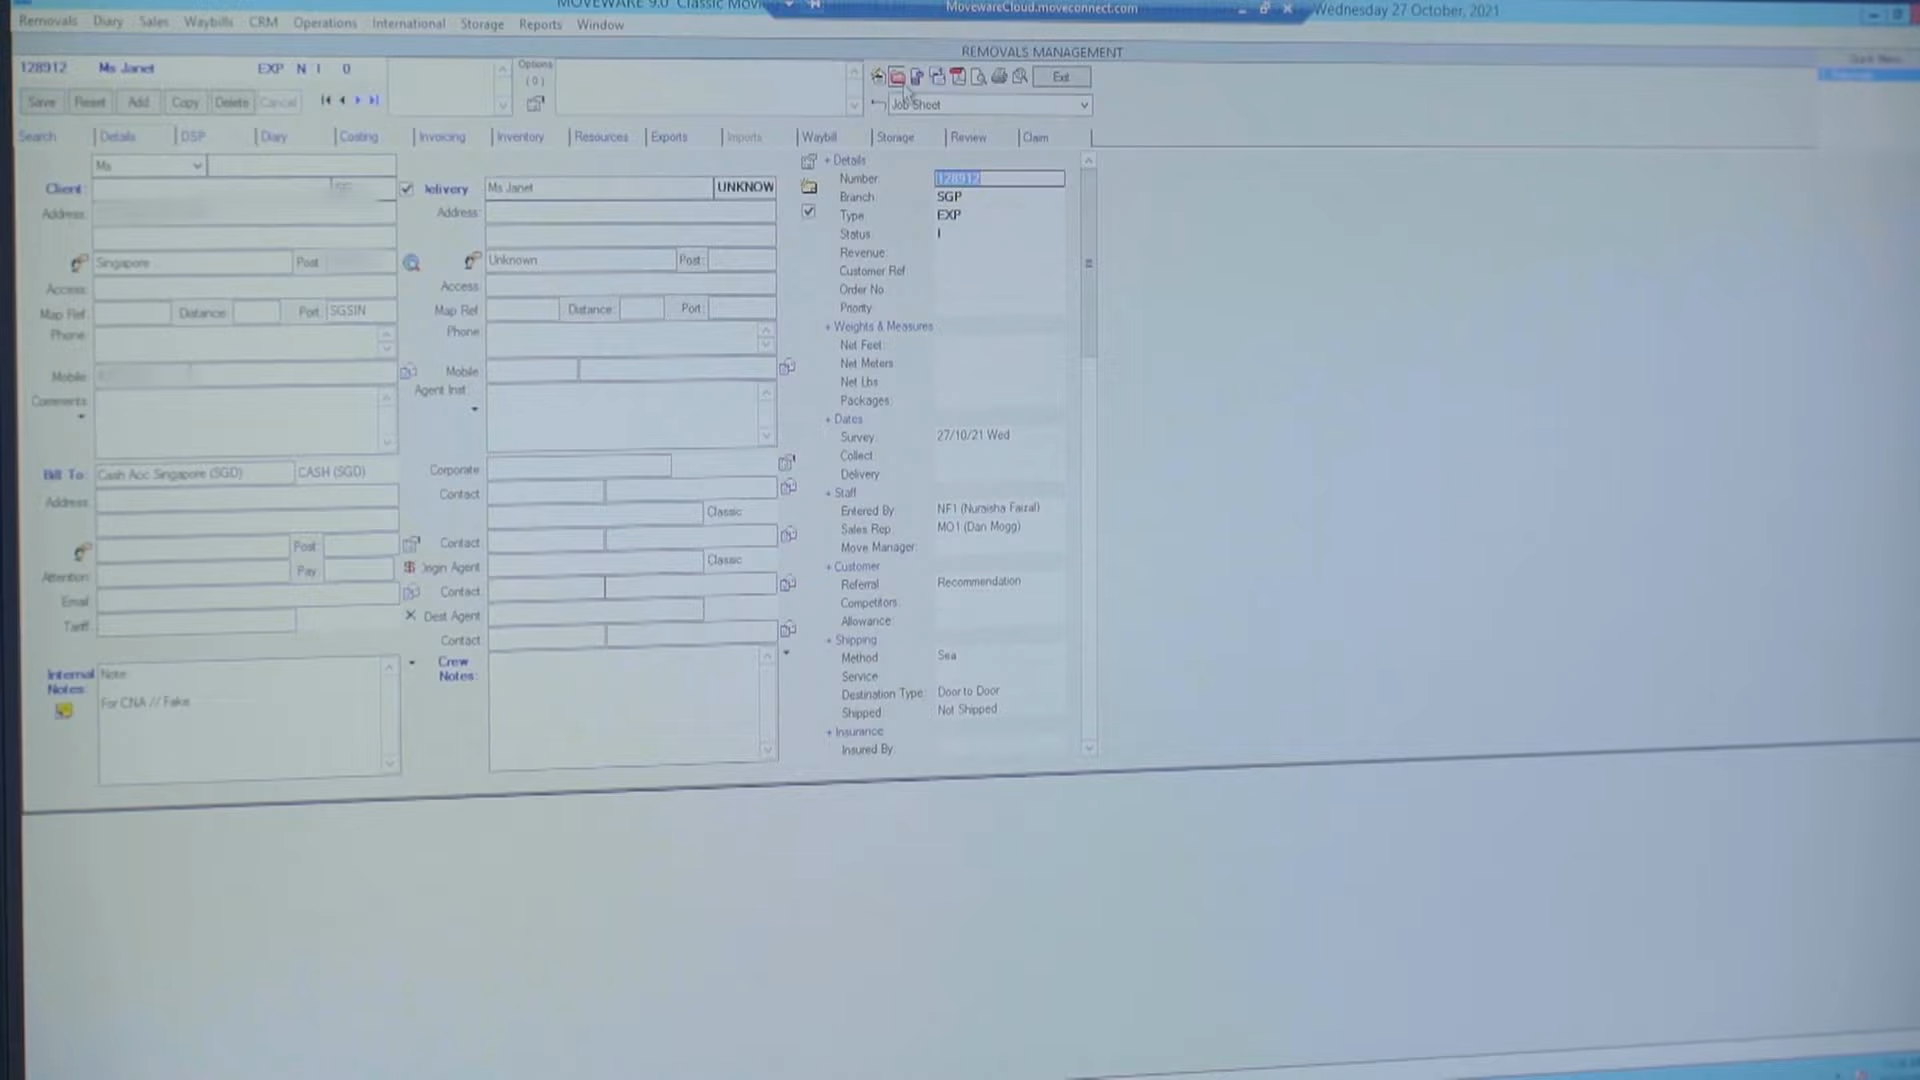 MOVEWARE 9.0 Classic Movi
MovewareCloud.moveconnect.com
Wednesday 27 October, 2021
Removals Diary Sales Waybills CRM Operations International Storage Reports Window
REMOVALS MANAGEMENT
Quick Menu
128912 Ms Janet EXP N I 0
Options
( 0 )
Exit
Save Reset Add Copy Delete Cancel
Job Sheet
Search Details DSP Diary Costing Invoicing Inventory Resources Exports Imports Waybill Storage Review Claim
Ms
+ Details
Client
Delivery Ms Janet UNKNOW
Number: 128912
Branch: SGP
Address:
Address:
Type EXP
Status: I
Singapore Post
Unknown Post:
Revenue:
Customer Ref
Access:
Access:
Order No
Map Ref Distance: Port: SGSIN
Map Ref Distance: Port:
Priority
Phone
Phone
+ Weights & Measures
Net Feet:
Mobile:
Mobile:
Net Meters
Agent Inst
Net Lbs
Comments
Packages:
+ Dates
Survey: 27/10/21 Wed
Collect
Bill To: Cash Acc Singapore (SGD) CASH (SGD)
Corporate
Delivery
Address:
Contact
+ Staff
Classic
Entered By: NF1 (Nuraisha Faizal)
Sales Rep: MO1 (Dan Mogg)
Post:
Contact:
Move Manager:
Attention: Pay
Origin Agent Classic
+ Customer
Referral Recommendation
Email:
Contact:
Competitors:
Tariff:
Dest Agent
Allowance:
Contact:
+ Shipping
Internal Notes:
Note:
For CNA // Fake
Crew Notes:
Method Sea
Service
Destination Type: Door to Door
Shipped: Not Shipped
+ Insurance
Insured By: